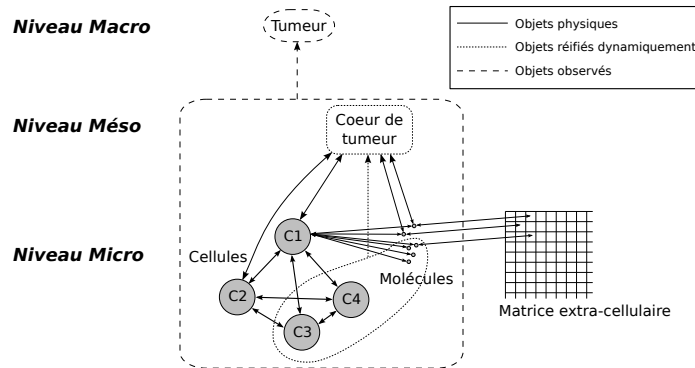 Niveau Macro
Tumeur
Objets physiques
Objets réifiés dynamiquement
Objets observés
Niveau Méso
Coeur de
tumeur
Niveau Micro
Cellules
C1
C2
C4
C3
Molécules
Matrice extra-cellulaire